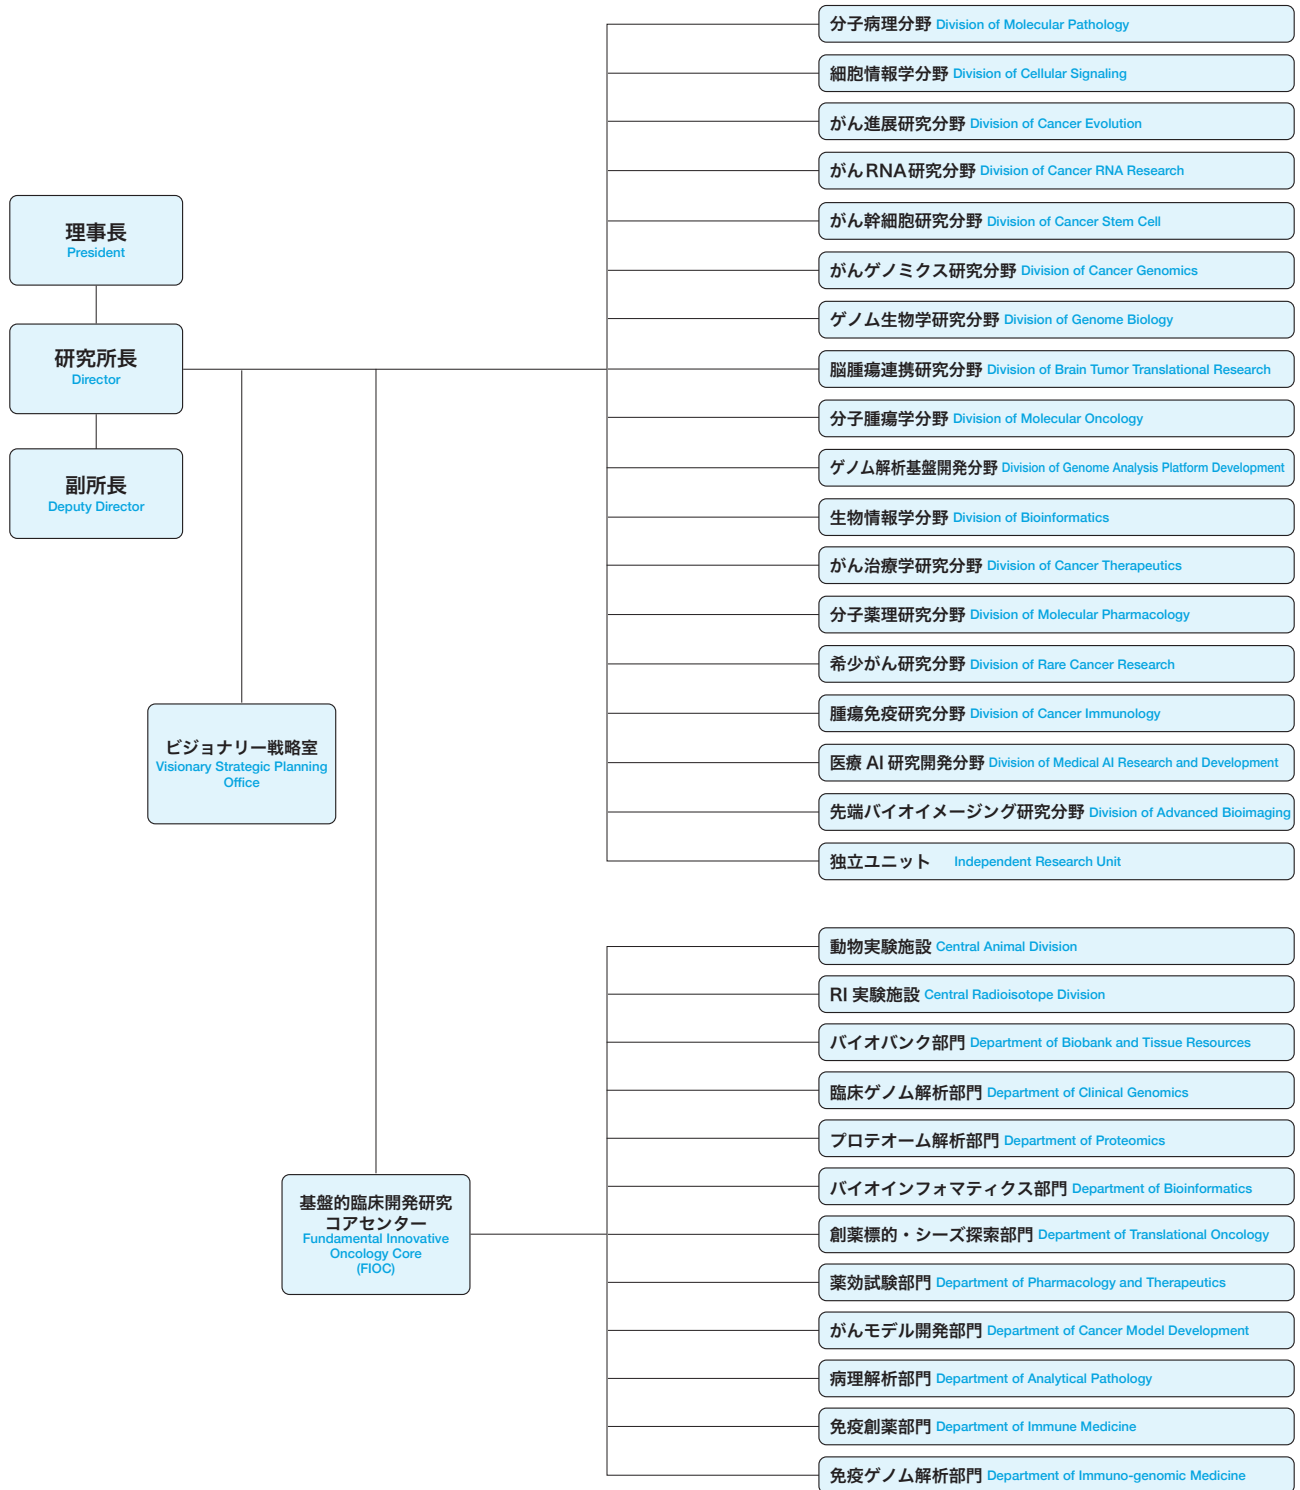 理事長
President
研究所長
Director
副所長
Deputy Director
ビジョナリー戦略室
Visionary Strategic Planning
Office
基盤的臨床開発研究
コアセンター
Fundamental Innovative
Oncology Core
(FIOC)
分子病理分野 Division of Molecular Pathology
細胞情報学分野 Division of Cellular Signaling
がん進展研究分野 Division of Cancer Evolution
がんRNA研究分野 Division of Cancer RNA Research
がん幹細胞研究分野 Division of Cancer Stem Cell
がんゲノミクス研究分野 Division of Cancer Genomics
ゲノム生物学研究分野 Division of Genome Biology
脳腫瘍連携研究分野 Division of Brain Tumor Translational Research
分子腫瘍学分野 Division of Molecular Oncology
ゲノム解析基盤開発分野 Division of Genome Analysis Platform Development
生物情報学分野 Division of Bioinformatics
がん治療学研究分野 Division of Cancer Therapeutics
分子薬理研究分野 Division of Molecular Pharmacology
希少がん研究分野 Division of Rare Cancer Research
腫瘍免疫研究分野 Division of Cancer Immunology
医療 AI 研究開発分野 Division of Medical AI Research and Development
先端バイオイメージング研究分野 Division of Advanced Bioimaging
独立ユニット Independent Research Unit
動物実験施設 Central Animal Division
RI 実験施設 Central Radioisotope Division
バイオバンク部門 Department of Biobank and Tissue Resources
臨床ゲノム解析部門 Department of Clinical Genomics
プロテオーム解析部門 Department of Proteomics
バイオインフォマティクス部門 Department of Bioinformatics
創薬標的・シーズ探索部門 Department of Translational Oncology
薬効試験部門 Department of Pharmacology and Therapeutics
がんモデル開発部門 Department of Cancer Model Development
病理解析部門 Department of Analytical Pathology
免疫創薬部門 Department of Immune Medicine
免疫ゲノム解析部門 Department of Immuno-genomic Medicine